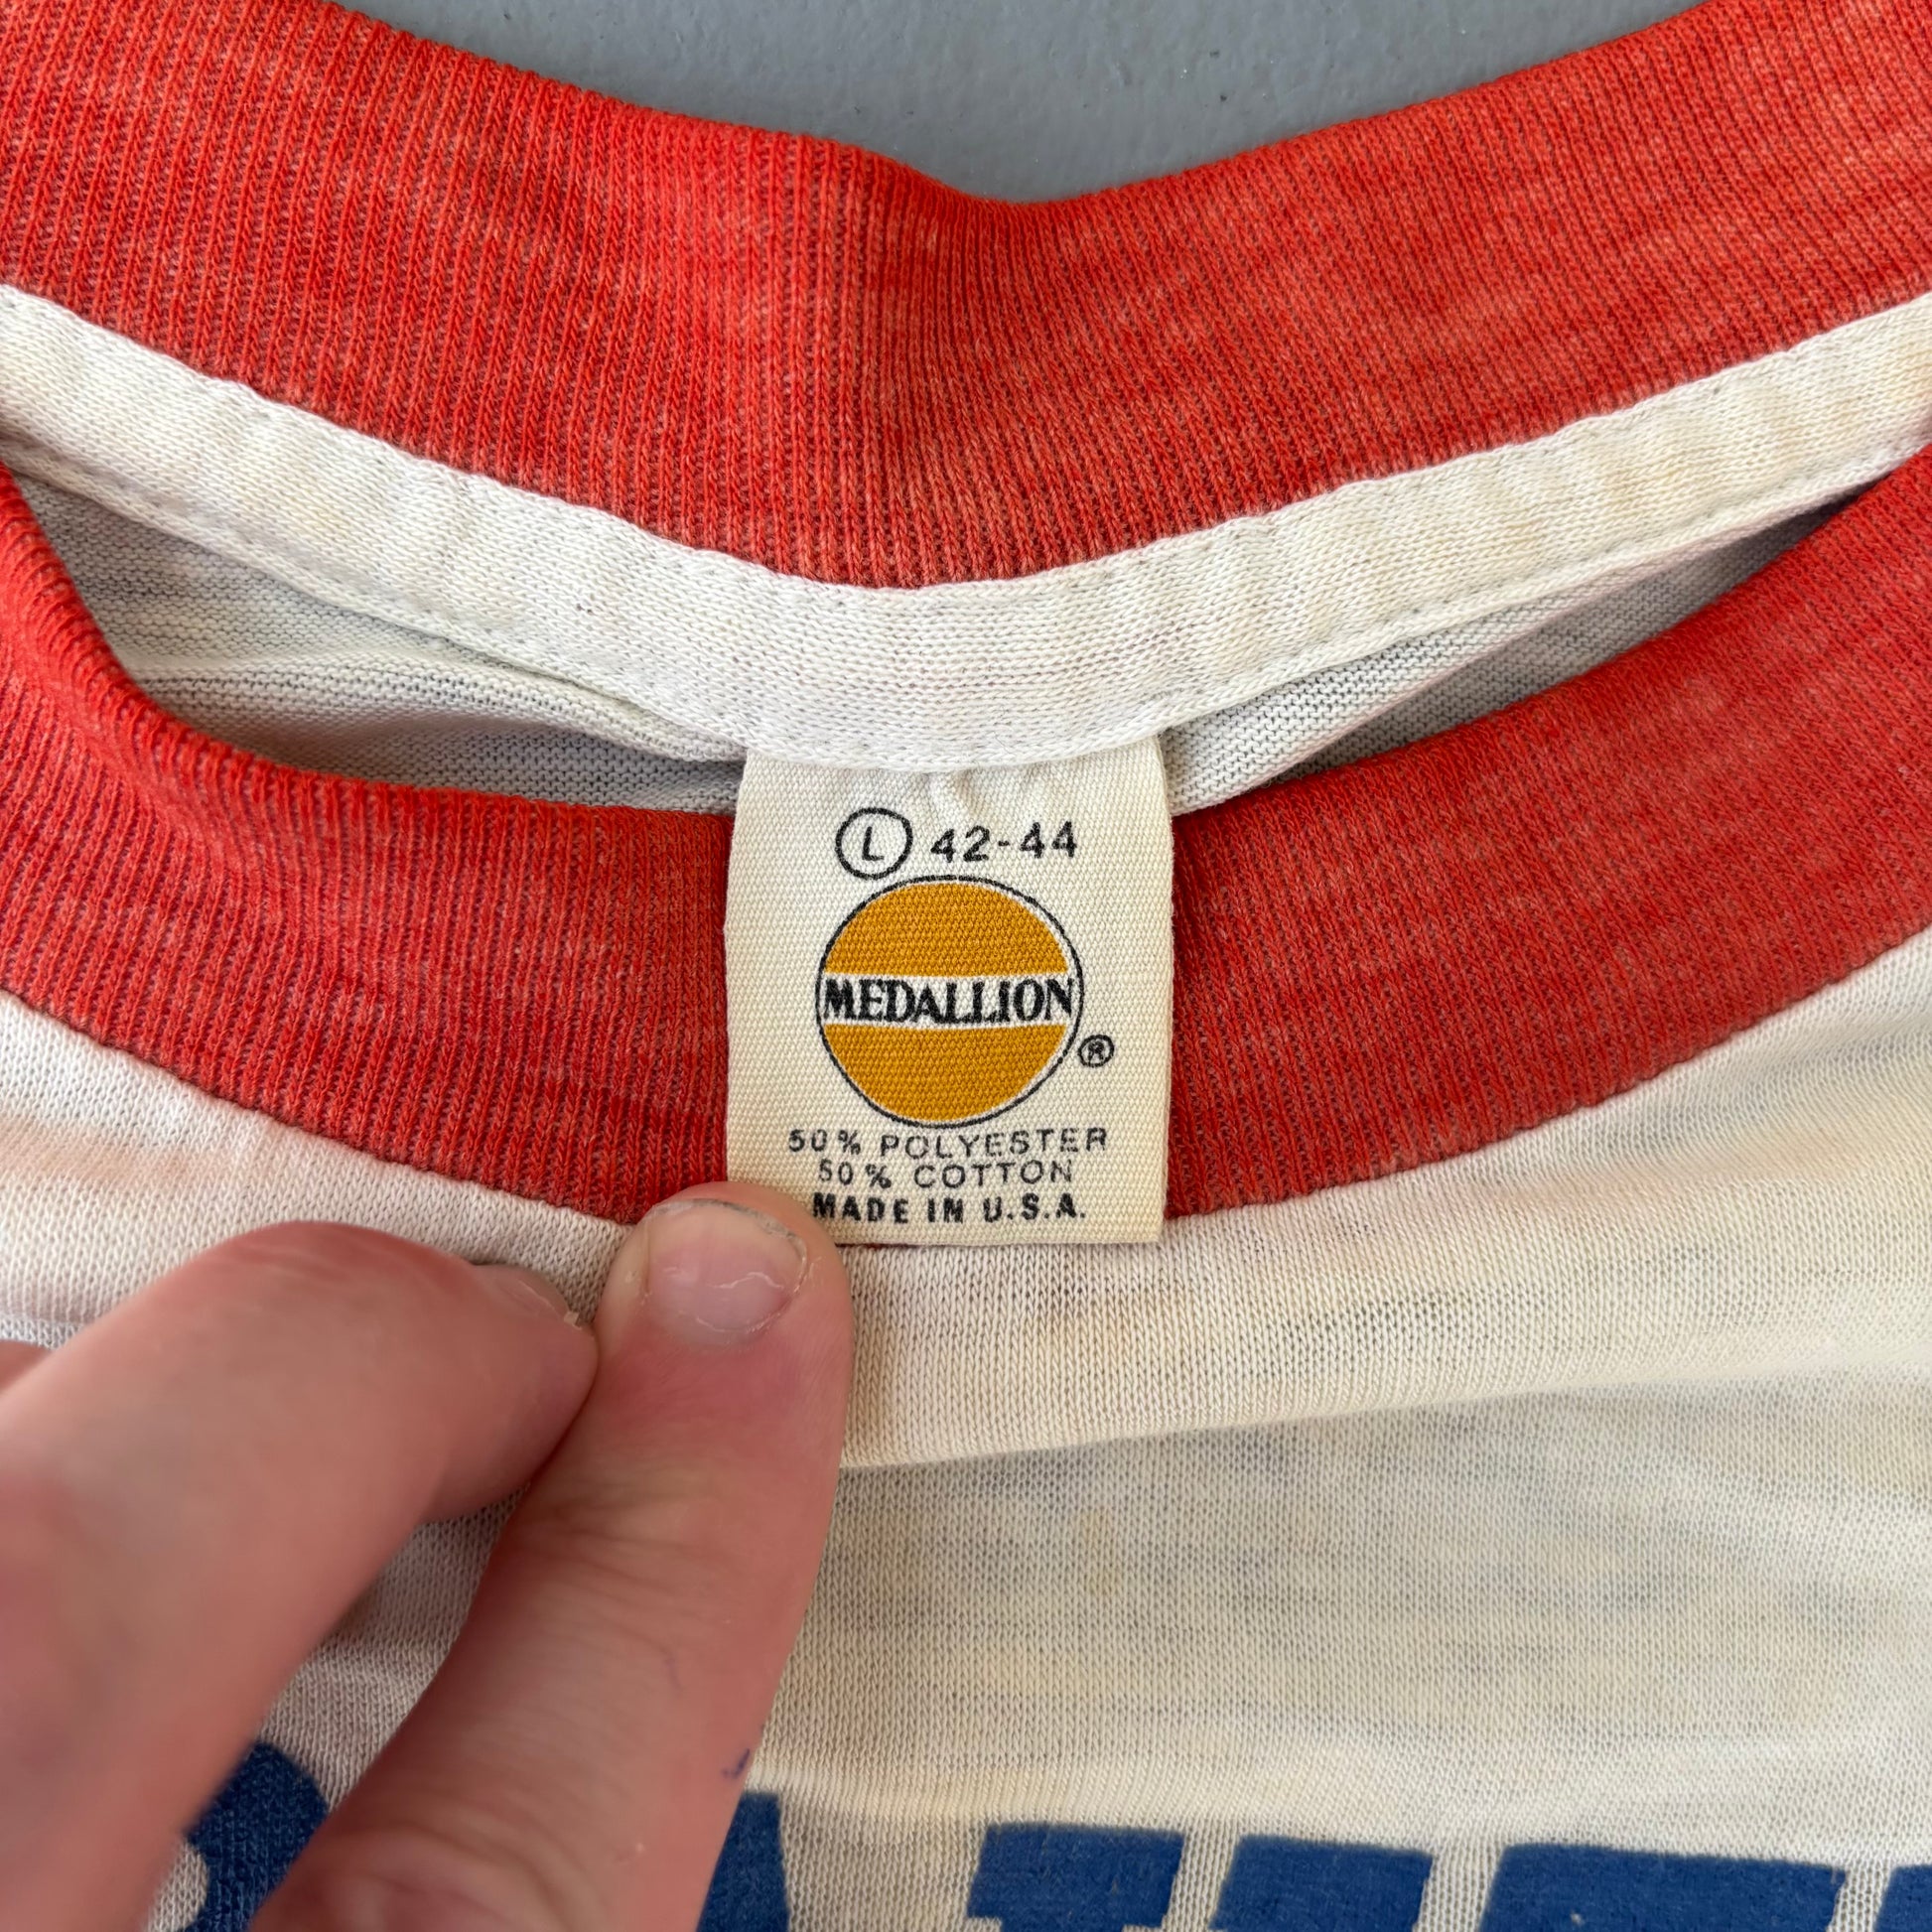 L 42-44
MEDALLION
®
50% POLYESTER
50% COTTON
MADE IN U.S.A.